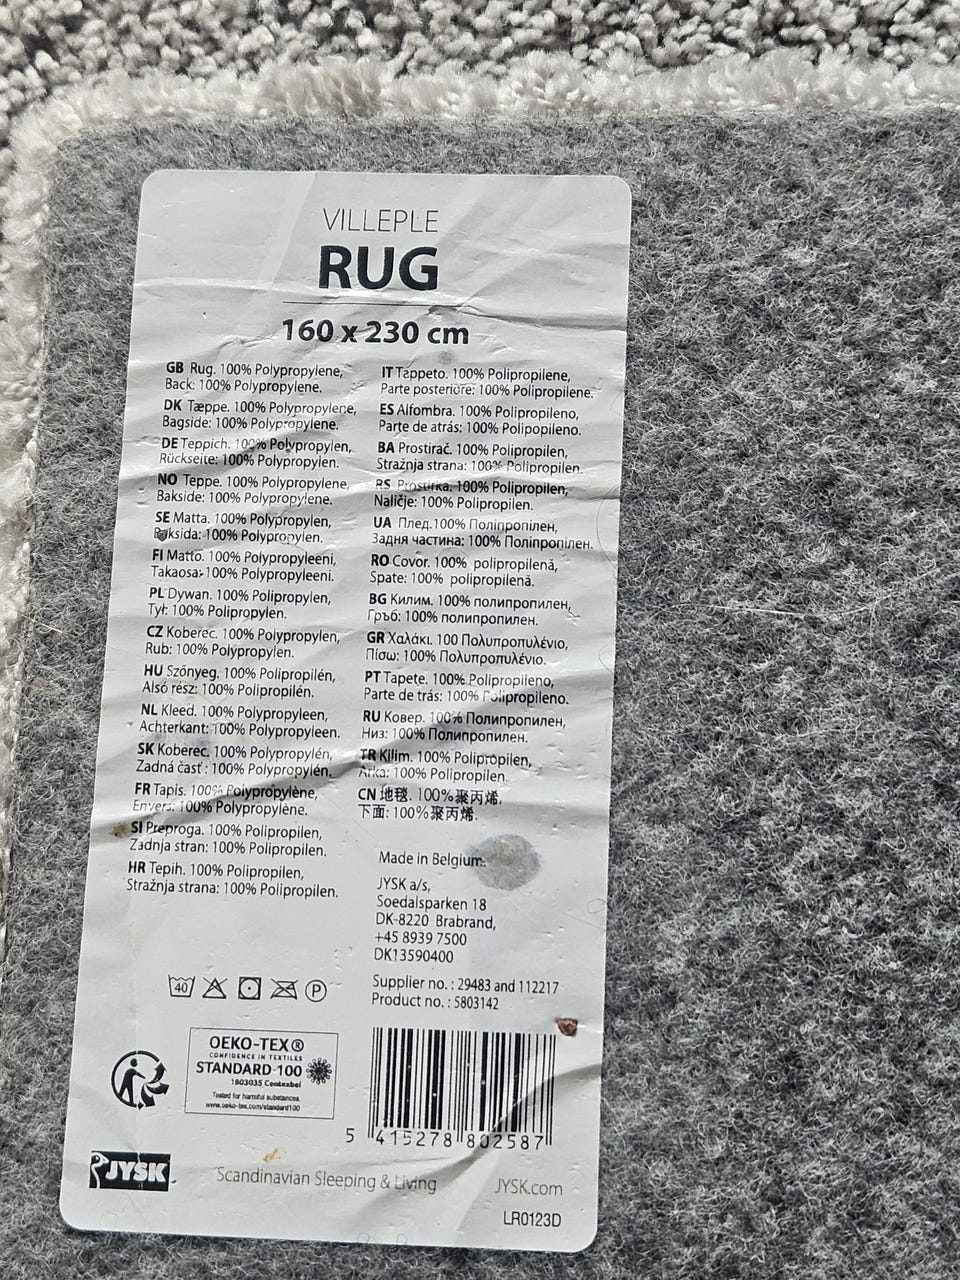 VILLEPLE
RUG
160 x 230 cm
GB Rug. 100% Polypropylene,
Back: 100% Polypropylene.
DK Tæppe. 100% Polypropylene,
Bagside: 100% Polypropylene.
DE Teppich. 100% Polypropylen,
Rückseite: 100% Polypropylen.
NO Teppe. 100% Polypropylene,
Bakside: 100% Polypropylene.
SE Matta. 100% Polypropylen,
Baksida: 100% Polypropylen.
FI Matto. 100% Polypropyleeni,
Takaosa: 100% Polypropyleeni.
PL Dywan. 100% Polypropylen,
Tył: 100% Polipropylen.
CZ Koberec. 100% Polypropylen,
Rub: 100% Polypropylen.
HU Szőnyeg. 100% Polipropilén,
Alsó rész: 100% Polipropilén.
NL Kleed. 100% Polypropyleen,
Achterkant: 100% Polypropyleen.
SK Koberec. 100% Polypropylén,
Zadná časť : 100% Polypropylén.
FR Tapis. 100% Polypropylène,
Envers: 100% Polypropylène.
SI Preproga. 100% Polipropilen,
Zadnja stran: 100% Polipropilen.
HR Tepih. 100% Polipropilen,
Stražnja strana: 100% Polipropilen.
IT Tappeto. 100% Polipropilene,
Parte posteriore: 100% Polipropilene.
ES Alfombra. 100% Polipropileno,
Parte de atrás: 100% Polipopileno.
BA Prostirač. 100% Polipropilen,
Stražnja strana: 100% Polipropilen.
RS Prostirka. 100% Polipropilen,
Naličje: 100% Polipropilen.
UA Плед.100% Поліпропілен,
Задня частина: 100% Поліпропілен.
RO Covor. 100% polipropilenă,
Spate: 100% polipropilenă.
BG Килим. 100% полипропилен,
Гръб: 100% полипропилен.
GR Χαλάκι. 100 Πολυπροπυλένιο,
Πίσω: 100% Πολυπροπυλένιο.
PT Tapete. 100% Polipropileno,
Parte de trás: 100% Polipropileno.
RU Ковер. 100% Полипропилен,
Низ: 100% Полипропилен.
TR Kilim. 100% Polipropilen,
Arka: 100% Polipropilen.
CN 地毯. 100%聚丙烯,
下面: 100%聚丙烯.
Made in Belgium.
JYSK a/s,
Soedalsparken 18
DK-8220 Brabrand,
+45 8939 7500
DK13590400
Supplier no. : 29483 and 112217
Product no. : 5803142
40 P
OEKO-TEX®
CONFIDENCE IN TEXTILES
STANDARD 100
1803035 Centexbel
Tested for harmful substances.
www.oeko-tex.com/standard100
5 415278 802587
JYSK
Scandinavian Sleeping & Living
JYSK.com
LR0123D